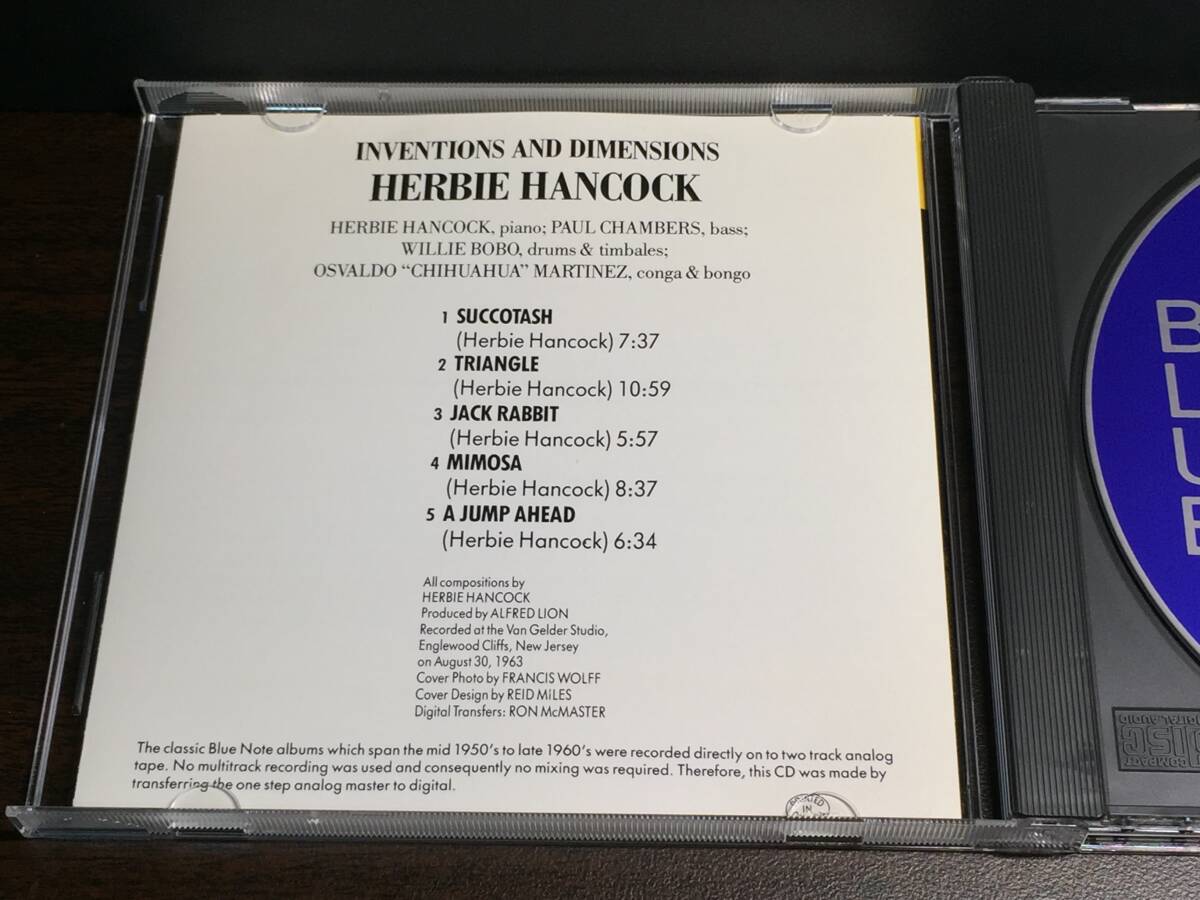 INVENTIONS AND DIMENSIONS
HERBIE HANCOCK
HERBIE HANCOCK, piano; PAUL CHAMBERS, bass;
WILLIE BOBO, drums & timbales;
OSVALDO “CHIHUAHUA” MARTINEZ, conga & bongo
1 SUCCOTASH
(Herbie Hancock) 7:37
2 TRIANGLE
(Herbie Hancock) 10:59
3 JACK RABBIT
(Herbie Hancock) 5:57
4 MIMOSA
(Herbie Hancock) 8:37
5 A JUMP AHEAD
(Herbie Hancock) 6:34
All compositions by
HERBIE HANCOCK
Produced by ALFRED LION
Recorded at the Van Gelder Studio,
Englewood Cliffs, New Jersey
on August 30, 1963
Cover Photo by FRANCIS WOLFF
Cover Design by REID MILES
Digital Transfers: RON McMASTER
The classic Blue Note albums which span the mid 1950's to late 1960's were recorded directly on to two track analog
tape. No multitrack recording was used and consequently no mixing was required. Therefore, this CD was made by
transferring the one step analog master to digital.
PRINTED
IN
B
L
U
E
COMPACT
DISC
DIGITAL AUDIO